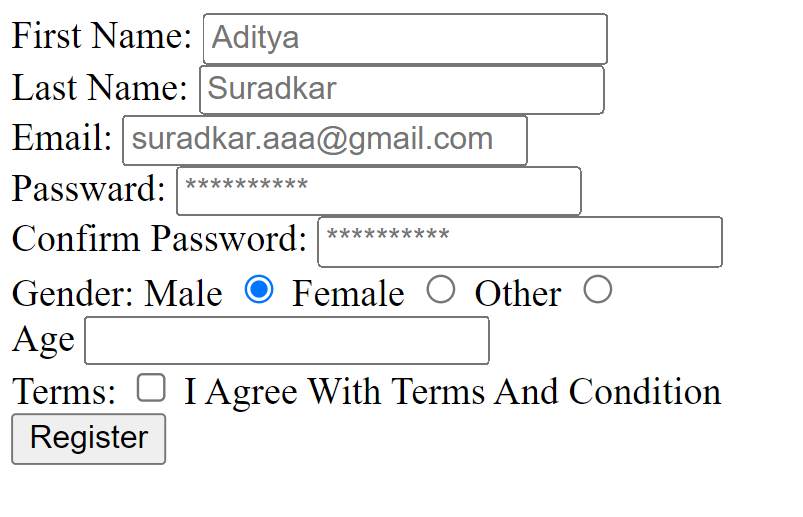 First Name: Aditya
Last Name: Suradkar
Email: suradkar.aaa@gmail.com
Passward: **********
Confirm Password: **********
Gender: Male Female Other
Age
Terms: I Agree With Terms And Condition
Register